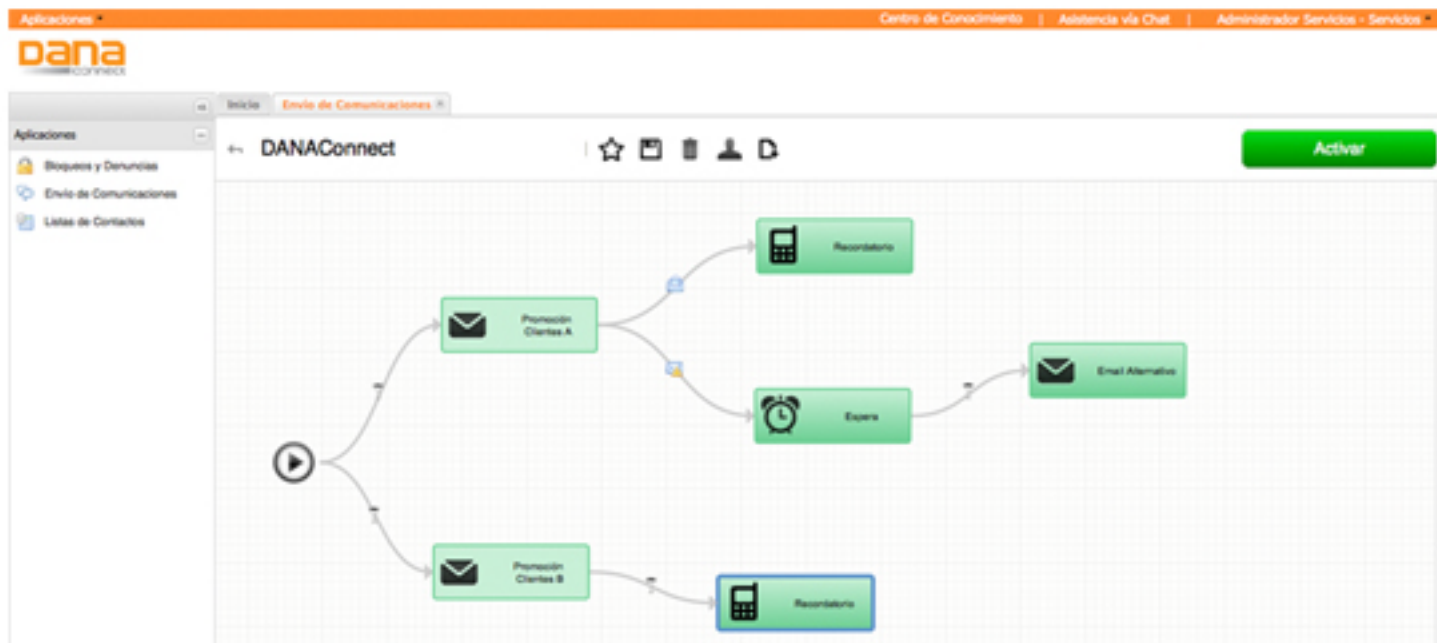 Aplicaciones
Centro de Conocimiento | Asistencia vía Chat | Administrador Servicios - Servicios
Dana
connect
Inicio
Envío de Comunicaciones
Aplicaciones
DANAConnect
Activar
Bloqueos y Denuncias
Envío de Comunicaciones
Listas de Contactos
Recordatorio
Promoción
Clientes A
Email Alternativo
Espera
Promoción
Clientes B
Recordatorio